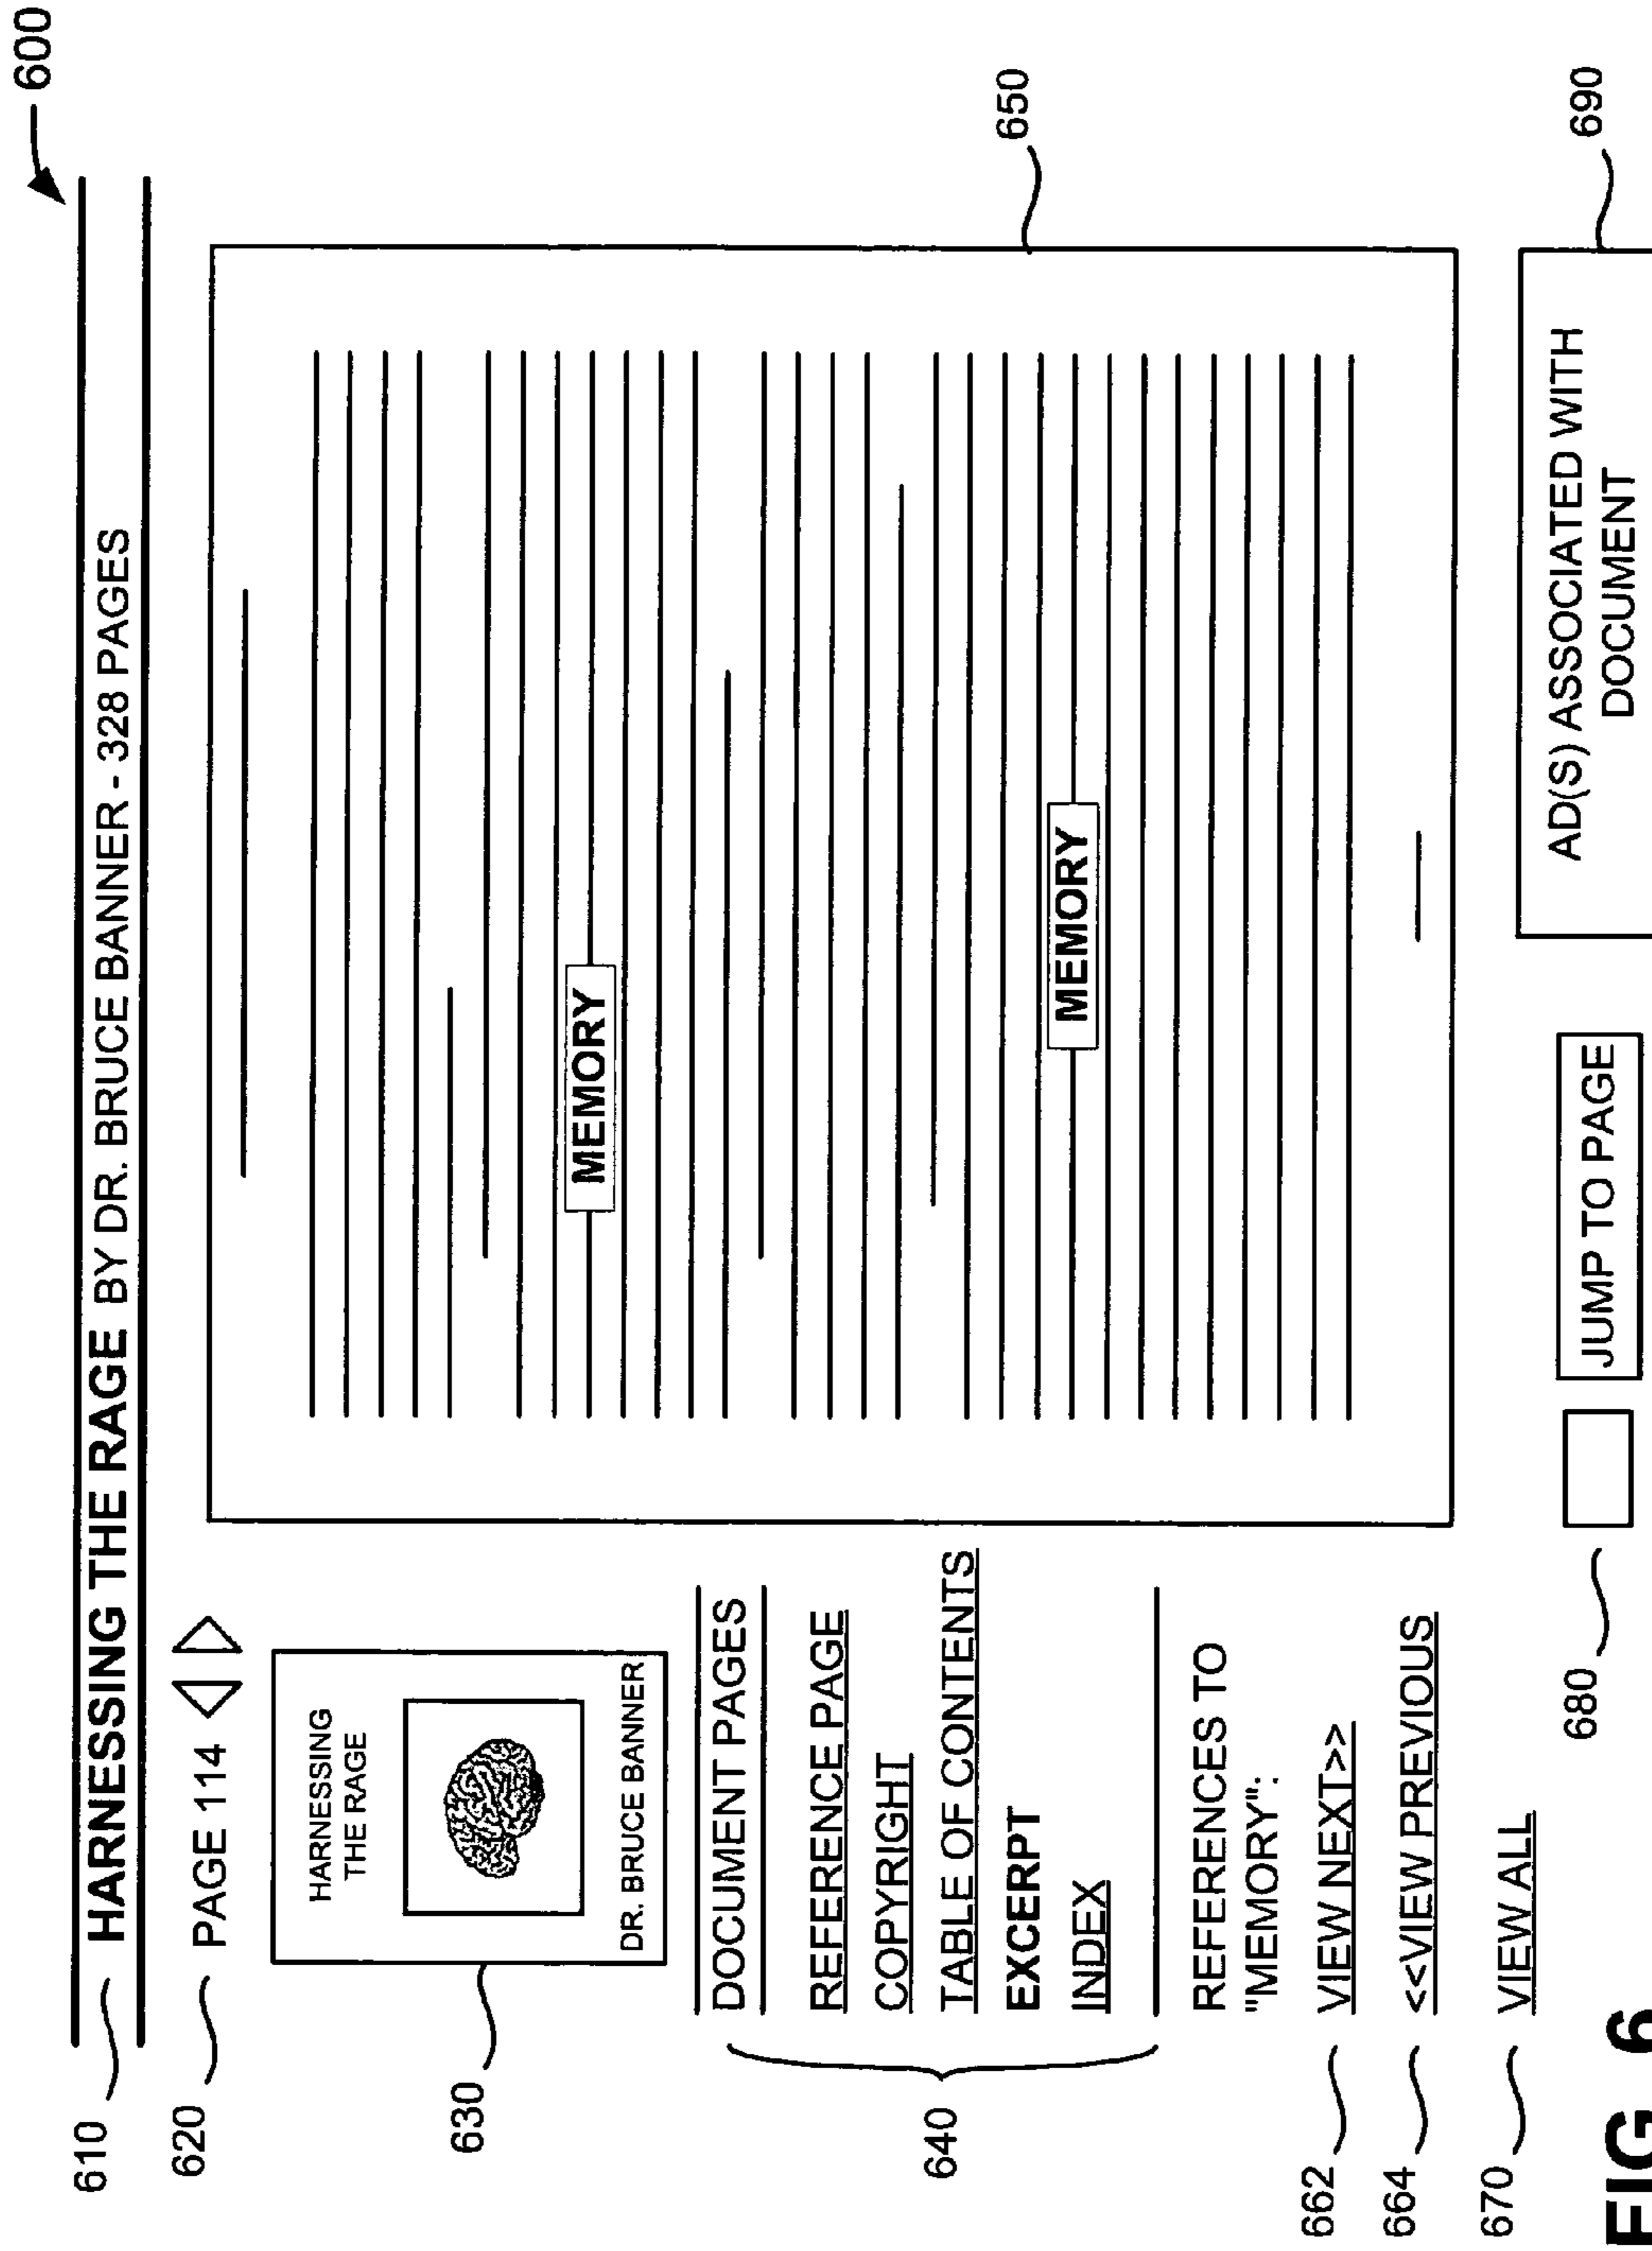 600
610 HARNESSING THE RAGE BY DR. BRUCE BANNER - 328 PAGES
620 PAGE 114
630
HARNESSING
THE RAGE
DR. BRUCE BANNER
640
DOCUMENT PAGES
REFERENCE PAGE
COPYRIGHT
TABLE OF CONTENTS
EXCERPT
INDEX
REFERENCES TO
"MEMORY":
662 VIEW NEXT>>
664 <<VIEW PREVIOUS
670 VIEW ALL
650
MEMORY
MEMORY
680 JUMP TO PAGE
690
AD(S) ASSOCIATED WITH
DOCUMENT
FIG. 6